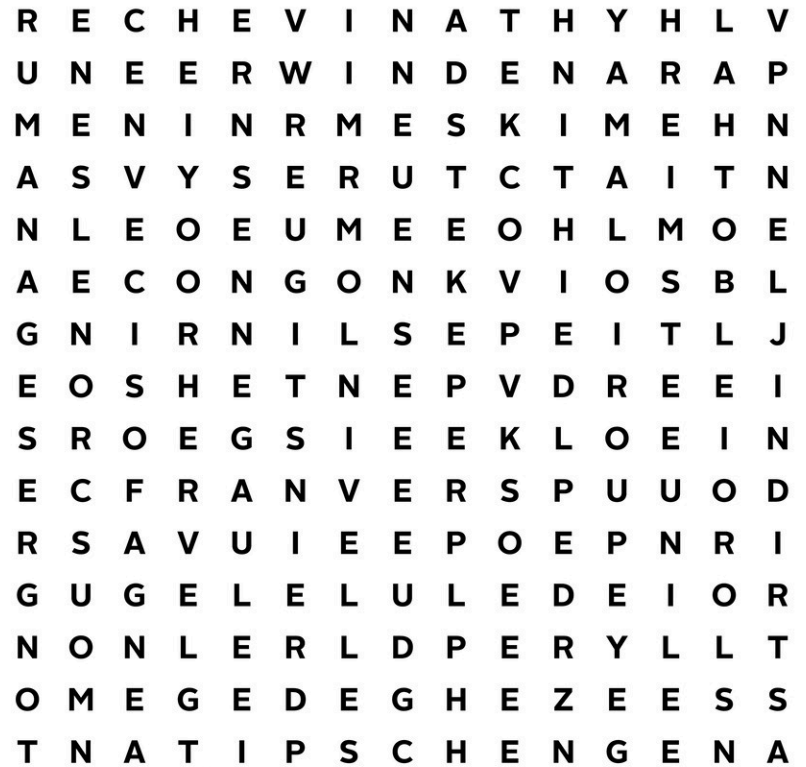 R E C H E V I N A T H Y H L V
U N E E R W I N D E N A R A P
M E N I N R M E S K I M E H N
A S V Y S E R U T C T A I T N
N L E O E U M E E O H L M O E
A E C O N G O N K V I O S B L
G N I R N I L S E P E I T L J
E O S H E T N E P V D R E E I
S R O E G S I E E K L O E I N
E C F R A N V E R S P U U O D
R S A V U I E E P O E P N R I
G U G E L E L U L E D E I O R
N O N L E R L D P E R Y L L T
O M E G E D E G H E Z E E S S
T N A T I P S C H E N G E N A